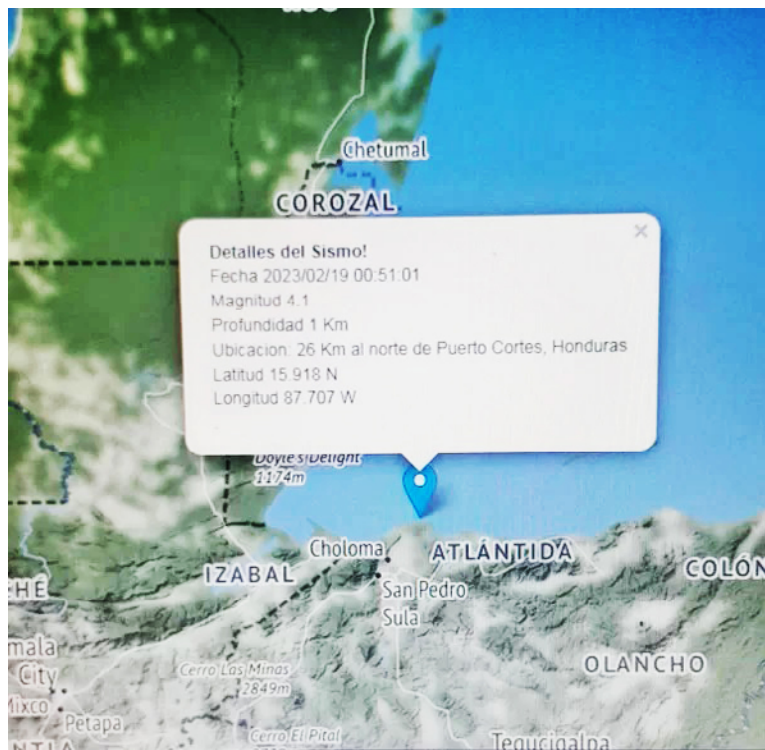 Chetumal
COROZAL
Detalles del Sismo!
Fecha 2023/02/19 00:51:01
Magnitud 4.1
Profundidad 1 Km
Ubicacion: 26 Km al norte de Puerto Cortes, Honduras
Latitud 15.918 N
Longitud 87.707 W
Doyle's Delight
1174m
Choloma
ATLÁNTIDA
IZABAL
COLÓN
San Pedro
Sula
HÉ
mala
City
OLANCHO
Cerro Las Minas
2849m
Mixco
Petapa
Cerro El Pital
Tegucigalpa